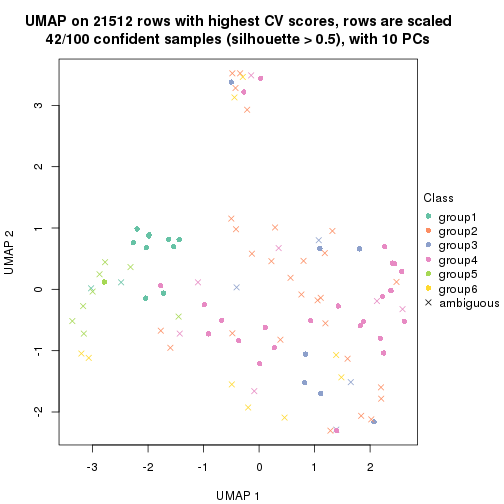 UMAP on 21512 rows with highest CV scores, rows are scaled
42/100 confident samples (silhouette > 0.5), with 10 PCs
3
2
1
0
-1
-2
UMAP 2
-3
-2
-1
0
1
2
UMAP 1
Class
group1
group2
group3
group4
group5
group6
ambiguous